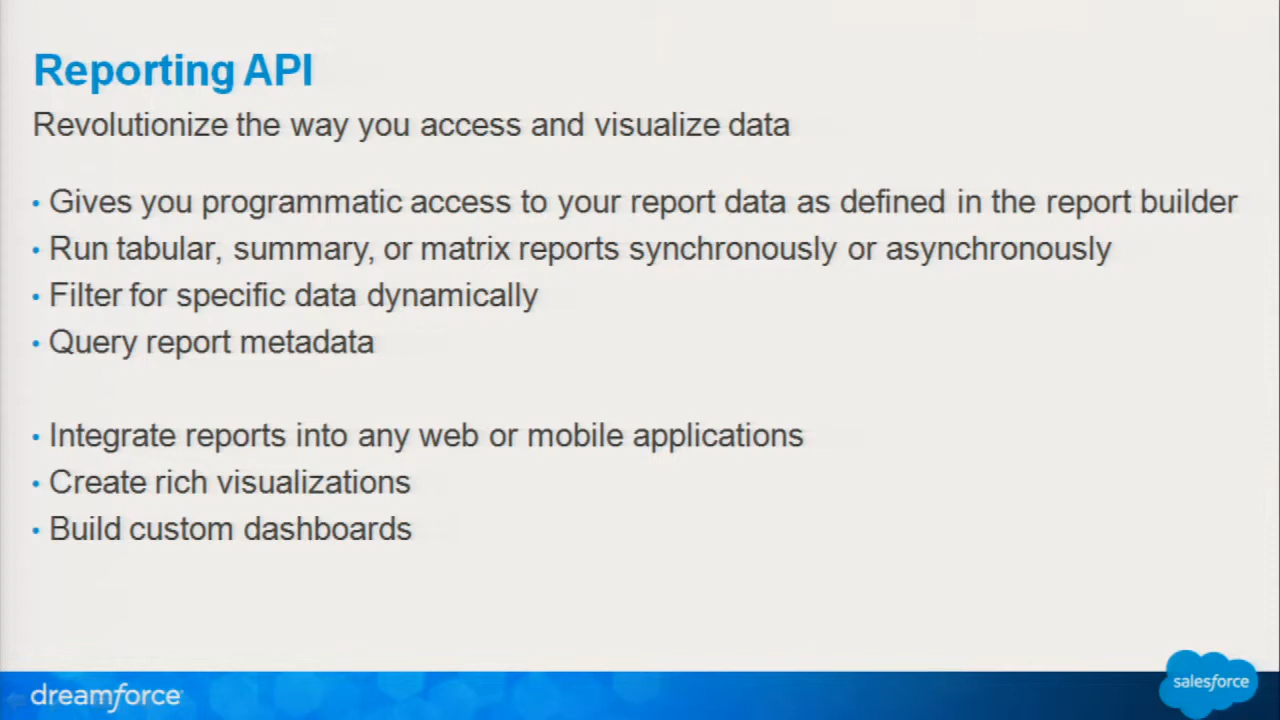 Reporting API
Revolutionize the way you access and visualize data
• Gives you programmatic access to your report data as defined in the report builder
• Run tabular, summary, or matrix reports synchronously or asynchronously
• Filter for specific data dynamically
• Query report metadata
• Integrate reports into any web or mobile applications
• Create rich visualizations
• Build custom dashboards
dreamforce
salesforce